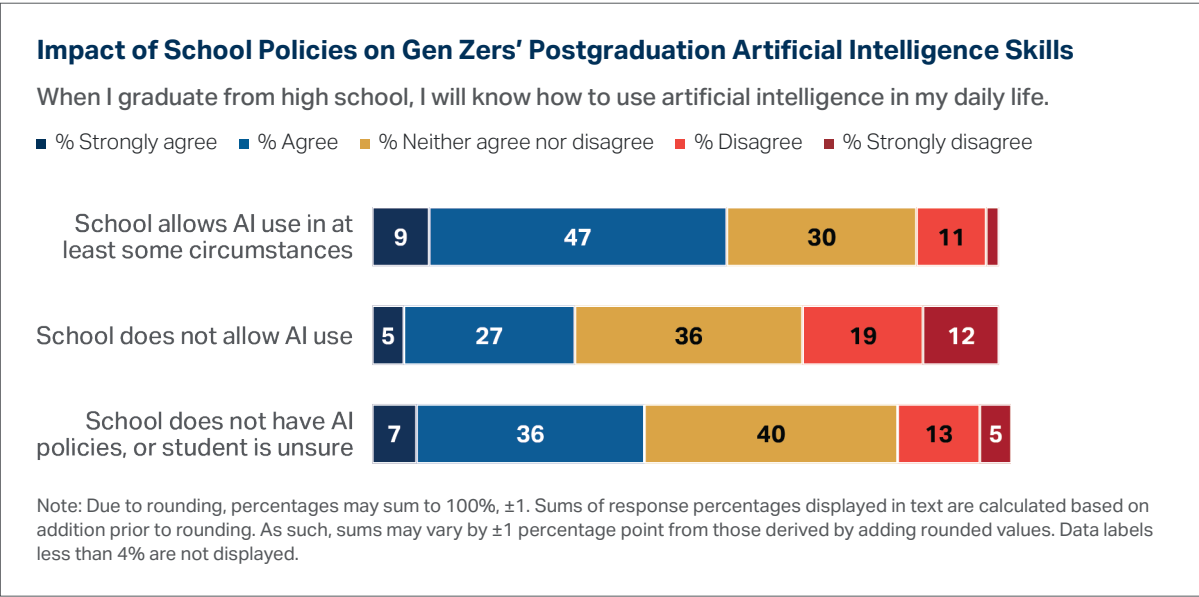 Impact of School Policies on Gen Zers’ Postgraduation Artificial Intelligence Skills
When I graduate from high school, I will know how to use artificial intelligence in my daily life.
% Strongly agree % Agree % Neither agree nor disagree % Disagree % Strongly disagree
School allows AI use in at
least some circumstances
9 47 30 11
School does not allow AI use
5 27 36 19 12
School does not have AI
policies, or student is unsure
7 36 40 13 5
Note: Due to rounding, percentages may sum to 100%, ±1. Sums of response percentages displayed in text are calculated based on
addition prior to rounding. As such, sums may vary by ±1 percentage point from those derived by adding rounded values. Data labels
less than 4% are not displayed.